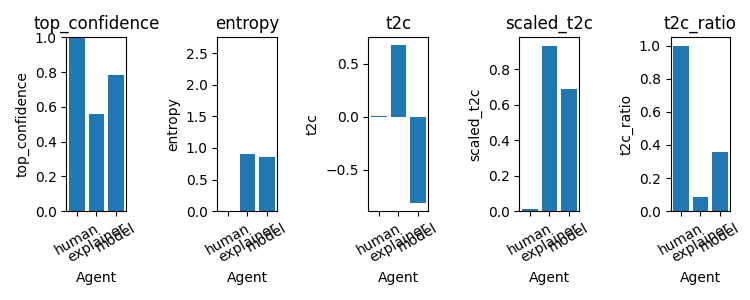 top_confidence
entropy
t2c
scaled_t2c
t2c_ratio
top_confidence
1.0
0.8
0.6
0.4
0.2
0.0
human
explainer
model
Agent
entropy
2.5
2.0
1.5
1.0
0.5
0.0
human
explainer
model
Agent
t2c
0.5
0.0
−0.5
human
explainer
model
Agent
scaled_t2c
0.8
0.6
0.4
0.2
0.0
human
explainer
model
Agent
t2c_ratio
1.0
0.8
0.6
0.4
0.2
0.0
human
explainer
model
Agent